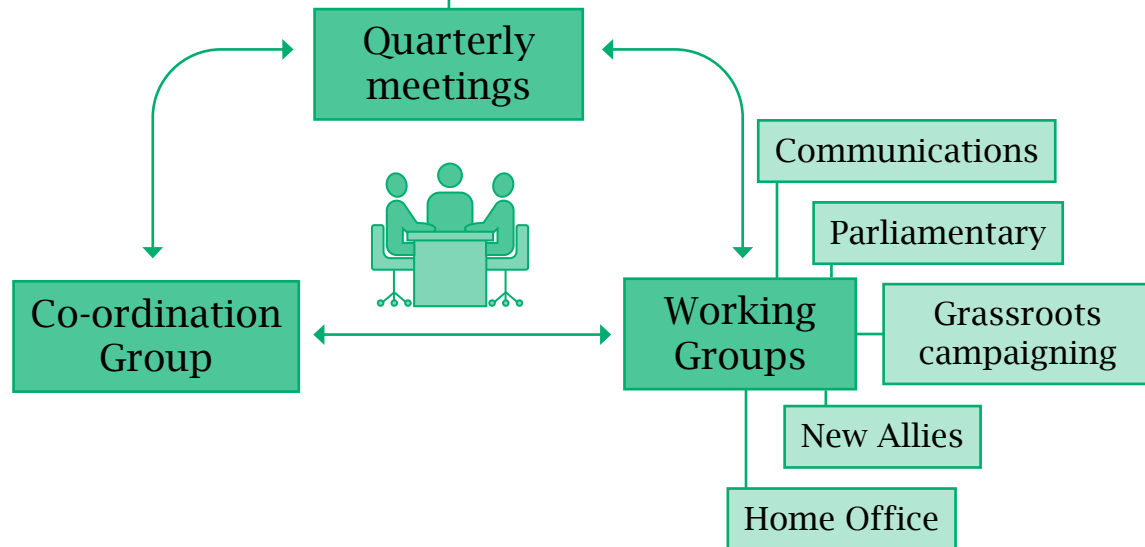 Quarterly
meetings
Communications
Parliamentary
Co-ordination
Group
Working
Groups
Grassroots
campaigning
New Allies
Home Office